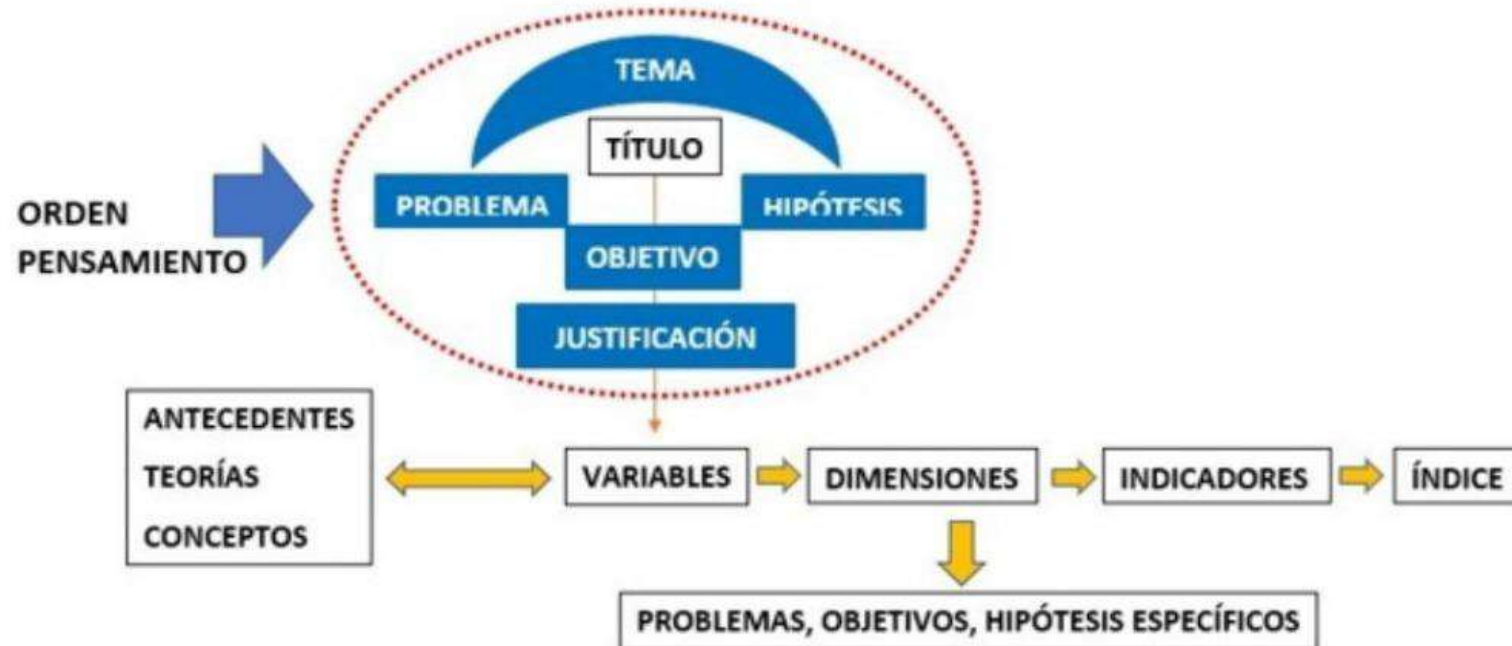 TEMA
TÍTULO
PROBLEMA
HIPÓTESIS
ORDEN
PENSAMIENTO
OBJETIVO
JUSTIFICACIÓN
ANTECEDENTES
TEORÍAS
CONCEPTOS
VARIABLES
DIMENSIONES
INDICADORES
ÍNDICE
PROBLEMAS, OBJETIVOS, HIPÓTESIS ESPECÍFICOS